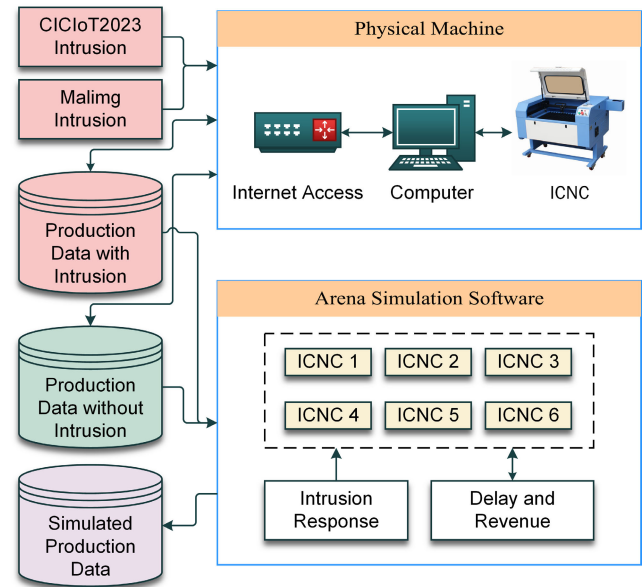 CICIoT2023
Intrusion
Malimg
Intrusion
Production
Data with
Intrusion
Production
Data without
Intrusion
Simulated
Production
Data
Physical Machine
Internet Access
Computer
ICNC
Arena Simulation Software
ICNC 1
ICNC 2
ICNC 3
ICNC 4
ICNC 5
ICNC 6
Intrusion
Response
Delay and
Revenue